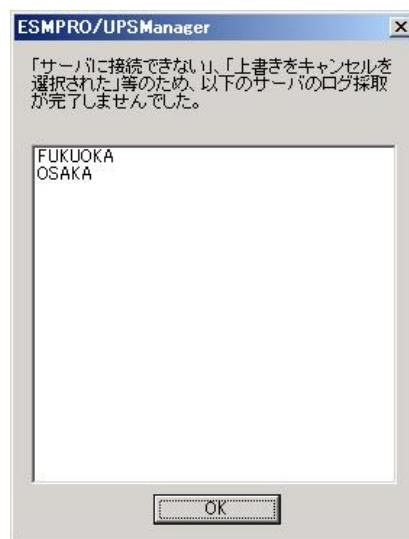 ESMPRO/UPSManager
「サーバに接続できない」、「上書きをキャンセルを
選択された」等のため、以下のサーバのログ採取
が完了しませんでした。
FUKUOKA
OSAKA
OK